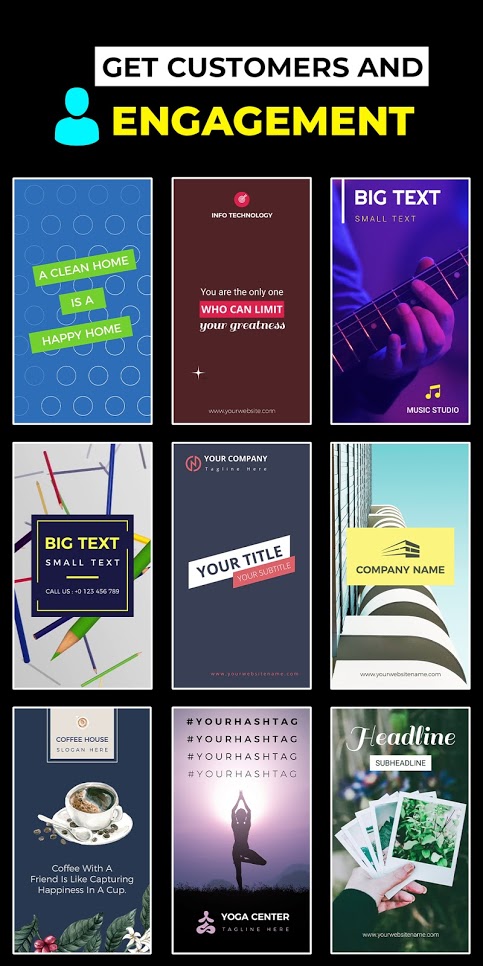 GET CUSTOMERS AND
ENGAGEMENT
A CLEAN HOME
IS A
HAPPY HOME
INFO TECHNOLOGY
You are the only one
WHO CAN LIMIT
your greatness
www.yourwebsite.com
BIG TEXT
SMALL TEXT
MUSIC STUDIO
BIG TEXT
SMALL TEXT
CALL US : +0 123 456 789
YOUR COMPANY
Tagline Here
YOUR TITLE
YOUR SUBTITLE
www.yourwebsitename.com
COMPANY NAME
www.yourwebsitename.com
COFFEE HOUSE
SLOGAN HERE
Coffee With A
Friend Is Like Capturing
Happiness In A Cup.
#YOURHASHTAG
#YOURHASHTAG
#YOURHASHTAG
#YOURHASHTAG
YOGA CENTER
TAGLINE HERE
Headline
SUBHEADLINE
yourwebsitename.com